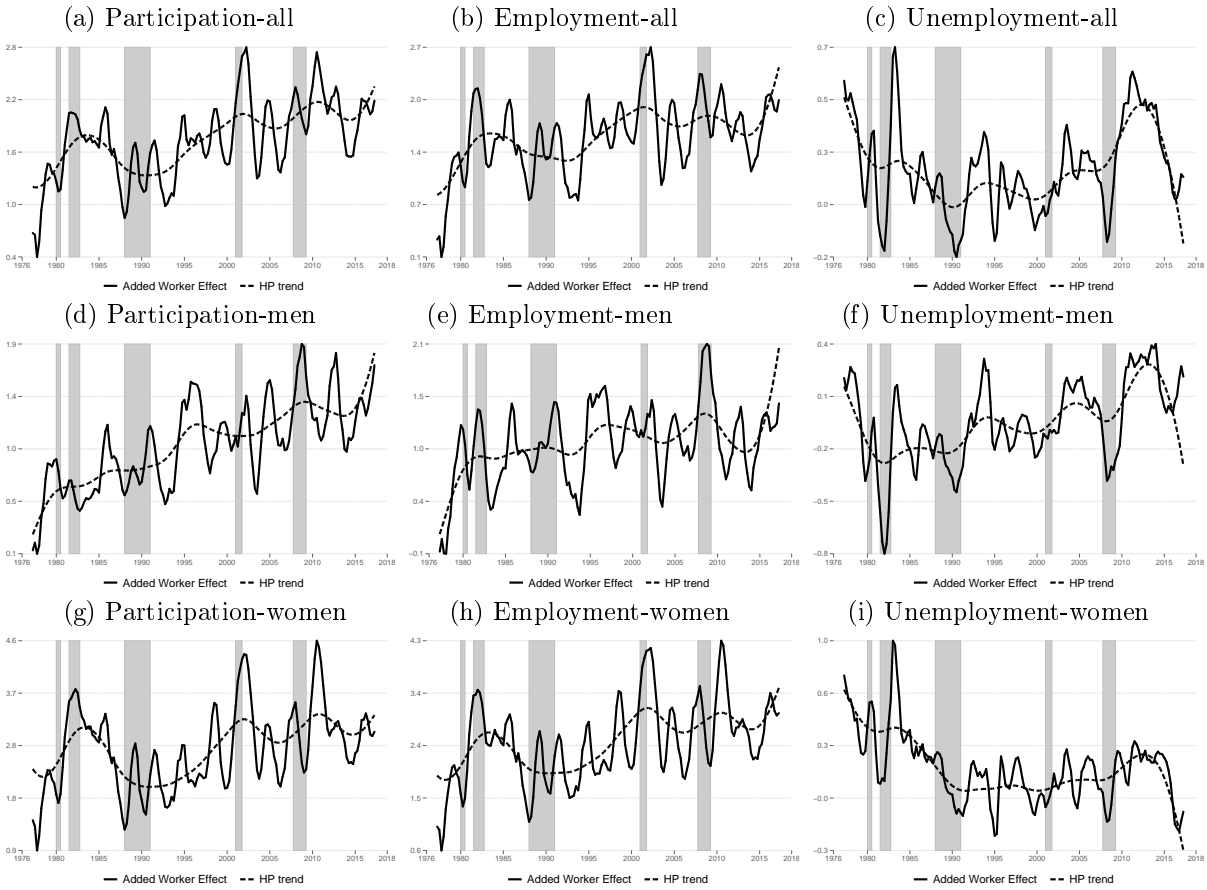 (a) Participation-all
(b) Employment-all
(c) Unemployment-all
2.8
2.2
1.6
1.0
0.4
1976 1980 1985 1990 1995 2000 2005 2010 2015 2018
Added Worker Effect HP trend
2.7
2.0
1.4
0.7
0.1
1976 1980 1985 1990 1995 2000 2005 2010 2015 2018
Added Worker Effect HP trend
0.7
0.5
0.3
0.0
−0.2
1976 1980 1985 1990 1995 2000 2005 2010 2015 2018
Added Worker Effect HP trend
(d) Participation-men
(e) Employment-men
(f) Unemployment-men
1.9
1.4
1.0
0.5
0.1
1976 1980 1985 1990 1995 2000 2005 2010 2015 2018
Added Worker Effect HP trend
2.1
1.5
1.0
0.4
−0.1
1976 1980 1985 1990 1995 2000 2005 2010 2015 2018
Added Worker Effect HP trend
0.4
0.1
−0.2
−0.5
−0.8
1976 1980 1985 1990 1995 2000 2005 2010 2015 2018
Added Worker Effect HP trend
(g) Participation-women
(h) Employment-women
(i) Unemployment-women
4.6
3.7
2.8
1.8
0.9
1976 1980 1985 1990 1995 2000 2005 2010 2015 2018
Added Worker Effect HP trend
4.3
3.4
2.4
1.5
0.6
1976 1980 1985 1990 1995 2000 2005 2010 2015 2018
Added Worker Effect HP trend
1.0
0.6
0.3
−0.0
−0.3
1976 1980 1985 1990 1995 2000 2005 2010 2015 2018
Added Worker Effect HP trend